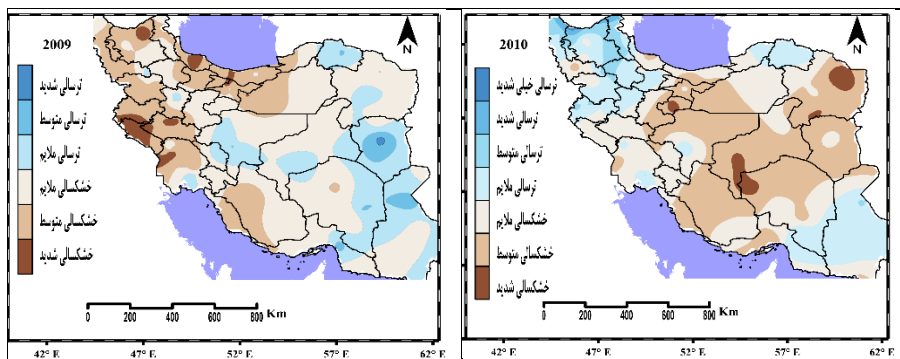 2009
N
ترسالی شدید
ترسالی متوسط
ترسالی ملایم
خشکسالی ملایم
خشکسالی متوسط
خشکسالی شدید
0 200 400 600 800 Km
42° E 47° E 52° E 57° E 62° E
2010
N
ترسالی خیلی شدید
ترسالی شدید
ترسالی متوسط
ترسالی ملایم
خشکسالی ملایم
خشکسالی متوسط
خشکسالی شدید
0 200 400 600 800 Km
42° E 47° E 52° E 57° E 62° E